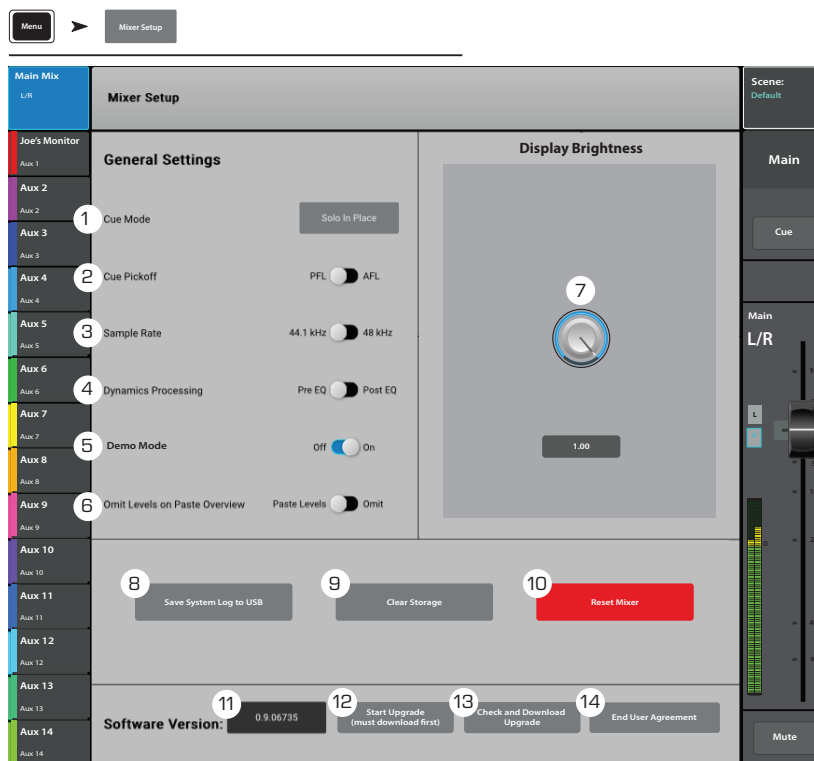 Menu
Mixer Setup
Main Mix
L/R
Mixer Setup
Scene:
Default
Joe's Monitor
Aux 1
Aux 2
Aux 2
Aux 3
Aux 3
Aux 4
Aux 4
Aux 5
Aux 5
Aux 6
Aux 6
Aux 7
Aux 7
Aux 8
Aux 8
Aux 9
Aux 9
Aux 10
Aux 10
Aux 11
Aux 11
Aux 12
Aux 12
Aux 13
Aux 13
Aux 14
Aux 14
General Settings
1 Cue Mode Solo In Place
2 Cue Pickoff PFL AFL
3 Sample Rate 44.1 kHz 48 kHz
4 Dynamics Processing Pre EQ Post EQ
5 Demo Mode Off On
6 Omit Levels on Paste Overview Paste Levels Omit
Display Brightness
7
1.00
8 Save System Log to USB
9 Clear Storage
10 Reset Mixer
Software Version:
11 0.9.06735
12 Start Upgrade
(must download first)
13 Check and Download
Upgrade
14 End User Agreement
Main
Cue
Main
L/R
L
Mute